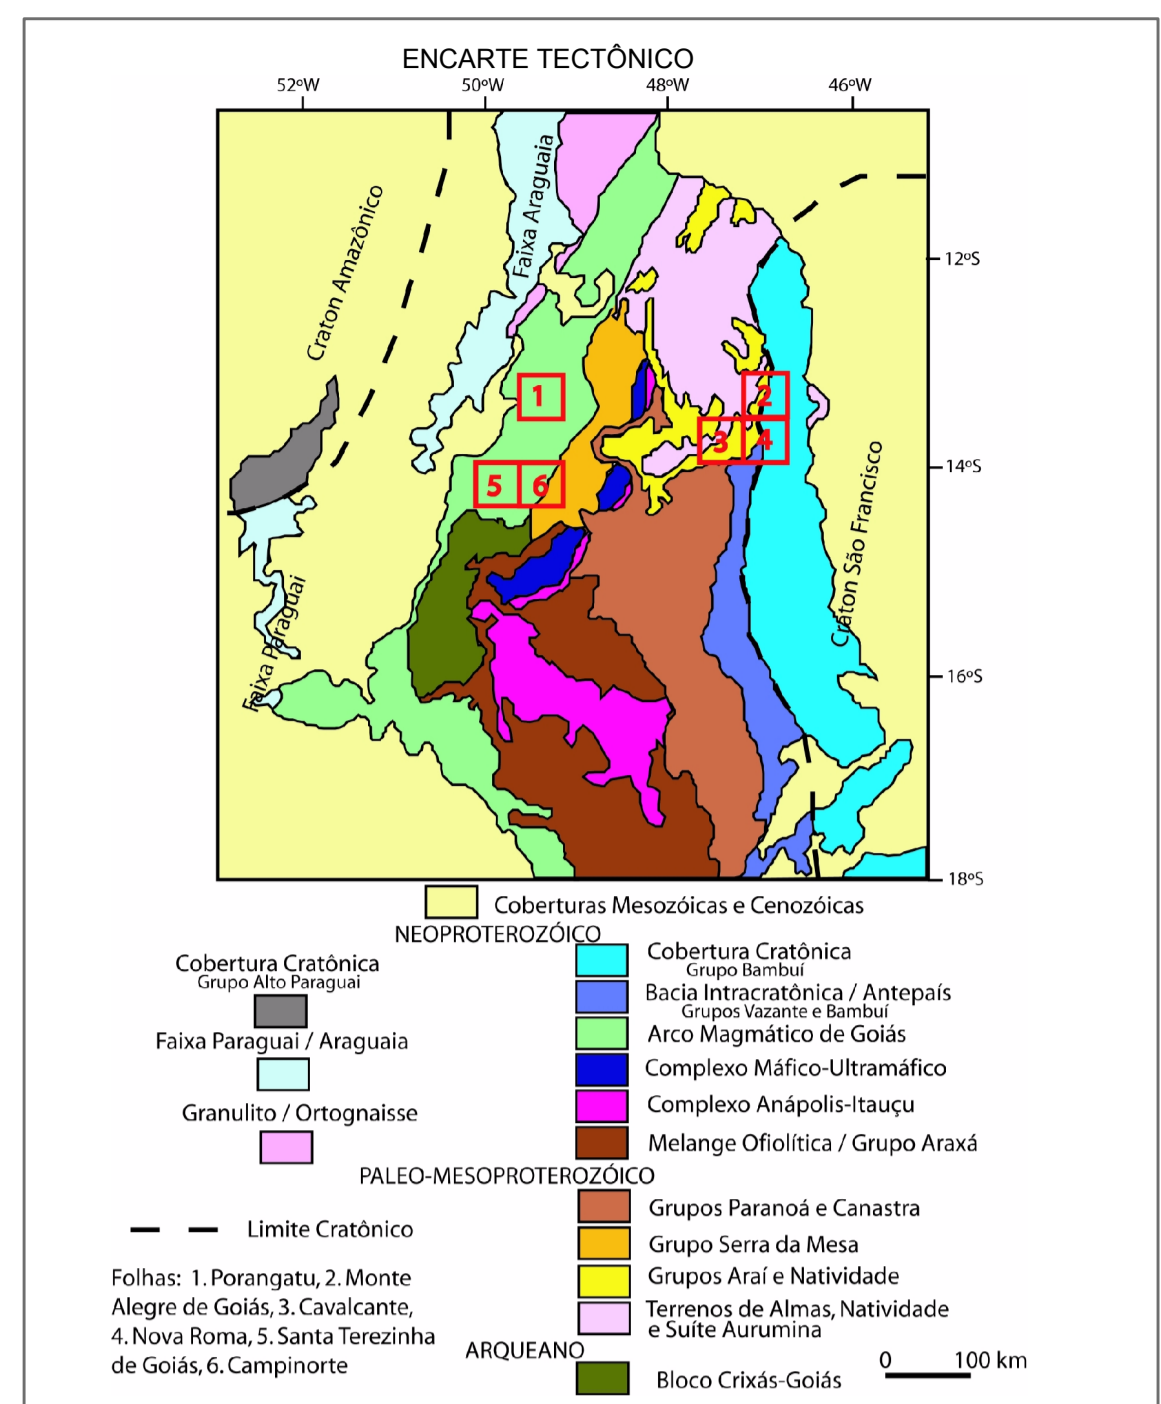 ENCARTE TECTÔNICO
52ºW
50ºW
48ºW
46ºW
Craton Amazônico
Faixa Araguaia
12ºS
1
2
3
4
14ºS
5
6
Craton São Francisco
Faixa Paraguai
16ºS
18ºS
Coberturas Mesozóicas e Cenozóicas
NEOPROTEROZÓICO
Cobertura Cratônica
Grupo Alto Paraguai
Faixa Paraguai / Araguaia
Granulito / Ortognaisse
Cobertura Cratônica
Grupo Bambuí
Bacia Intracratônica / Antepaís
Grupos Vazante e Bambuí
Arco Magmático de Goiás
Complexo Máfico-Ultramáfico
Complexo Anápolis-Itauçu
Melange Ofiolítica / Grupo Araxá
PALEO-MESOPROTEROZÓICO
Grupos Paranoá e Canastra
Grupo Serra da Mesa
Grupos Araí e Natividade
Terrenos de Almas, Natividade
e Suíte Aurumina
ARQUEANO
Bloco Crixás-Goiás
Limite Cratônico
Folhas: 1. Porangatu, 2. Monte
Alegre de Goiás, 3. Cavalcante,
4. Nova Roma, 5. Santa Terezinha
de Goiás, 6. Campinorte
0 100 km